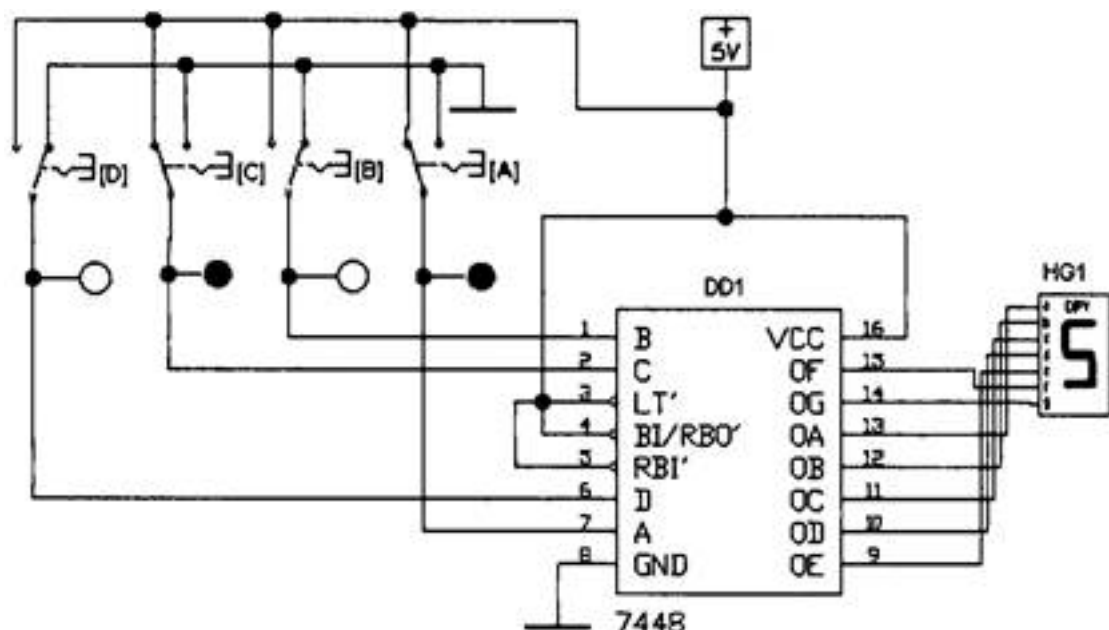 +
5V
[D]
[C]
[B]
[A]
DD1
HG1
DPY
1 B VCC 16
2 C OF 15
3 LT' OG 14
4 BI/RBO' OA 13
5 RBI' OB 12
6 D OC 11
7 A OD 10
8 GND OE 9
7448
5